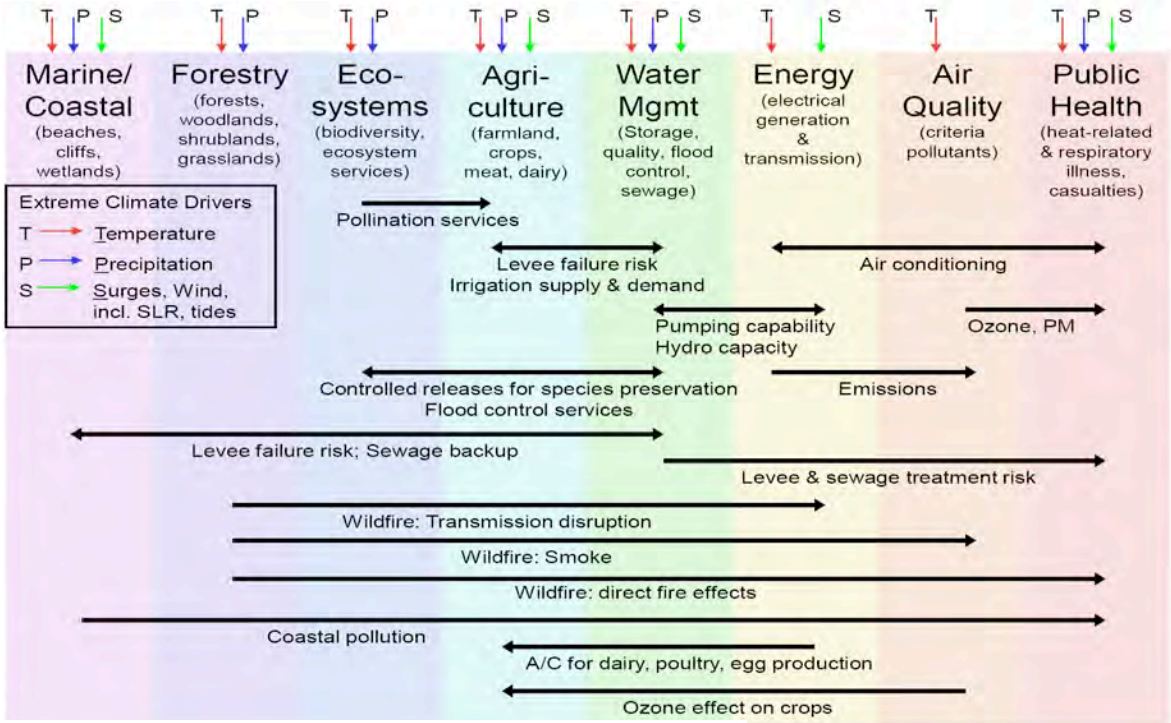 T P S T P T P T P S T P S T S T T P S
Marine/
Coastal
(beaches,
cliffs,
wetlands)
Forestry
(forests,
woodlands,
shrublands,
grasslands)
Eco-
systems
(biodiversity,
ecosystem
services)
Agri-
culture
(farmland,
crops,
meat, dairy)
Water
Mgmt
(Storage,
quality, flood
control,
sewage)
Energy
(electrical
generation
&
transmission)
Air
Quality
(criteria
pollutants)
Public
Health
(heat-related
& respiratory
illness,
casualties)
Extreme Climate Drivers
T Temperature
P Precipitation
S Surges, Wind,
incl. SLR, tides
Pollination services
Levee failure risk
Irrigation supply & demand
Air conditioning
Pumping capability
Hydro capacity
Ozone, PM
Controlled releases for species preservation
Flood control services
Emissions
Levee failure risk; Sewage backup
Levee & sewage treatment risk
Wildfire: Transmission disruption
Wildfire: Smoke
Wildfire: direct fire effects
Coastal pollution
A/C for dairy, poultry, egg production
Ozone effect on crops